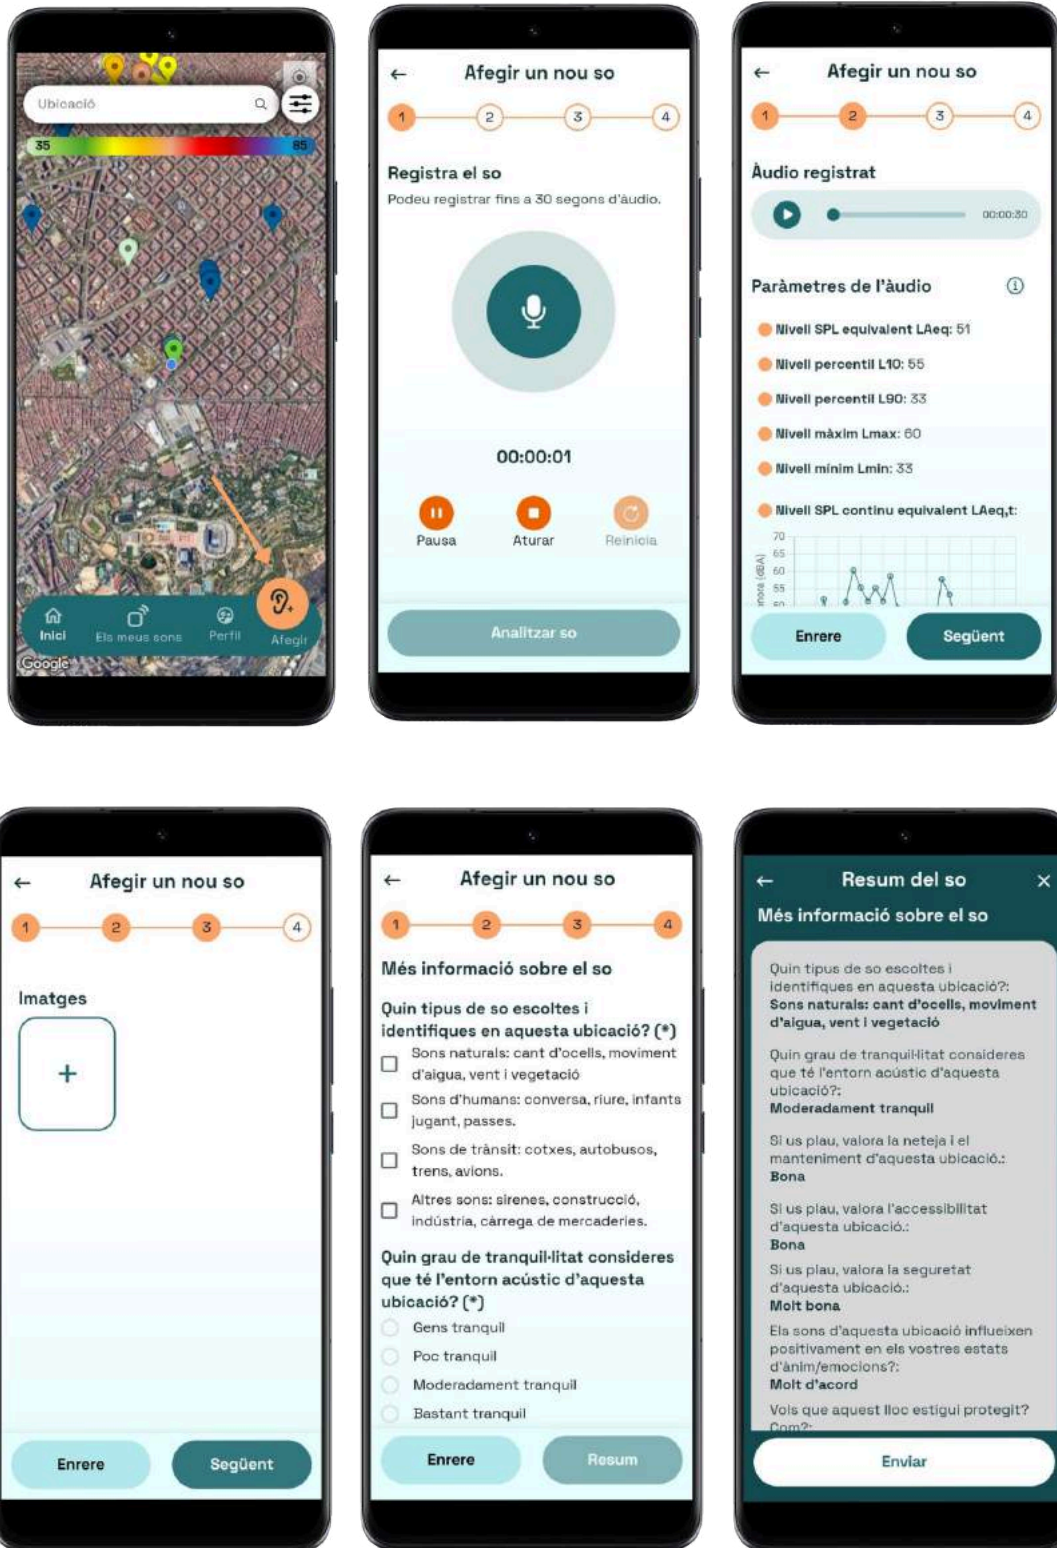 Ubicació
35 85
Inici
Els meus sons
Perfil
Afegir
Google
Afegir un nou so
1 2 3 4
Registra el so
Podeu registrar fins a 30 segons d'àudio.
00:00:01
Pausa
Aturar
Reinicia
Analitzar so
Afegir un nou so
1 2 3 4
Àudio registrat
00:00:30
Paràmetres de l'àudio
Nivell SPL equivalent LAeq: 51
Nivell percentil L10: 55
Nivell percentil L90: 33
Nivell màxim Lmax: 60
Nivell mínim Lmin: 33
Nivell SPL continu equivalent LAeq,t:
70
65
60
55
50
(dBA)
Enrere
Següent
Afegir un nou so
1 2 3 4
Imatges
+
Enrere
Següent
Afegir un nou so
1 2 3 4
Més informació sobre el so
Quin tipus de so escoltes i
identifiques en aquesta ubicació? (*)
Sons naturals: cant d'ocells, moviment
d'aigua, vent i vegetació
Sons d'humans: conversa, riure, infants
jugant, passes.
Sons de trànsit: cotxes, autobusos,
trens, avions.
Altres sons: sirenes, construcció,
indústria, càrrega de mercaderies.
Quin grau de tranquil·litat consideres
que té l'entorn acústic d'aquesta
ubicació? (*)
Gens tranquil
Poc tranquil
Moderadament tranquil
Bastant tranquil
Enrere
Resum
Resum del so
Més informació sobre el so
Quin tipus de so escoltes i
identifiques en aquesta ubicació?:
Sons naturals: cant d'ocells, moviment
d'aigua, vent i vegetació
Quin grau de tranquil·litat consideres
que té l'entorn acústic d'aquesta
ubicació?:
Moderadament tranquil
Si us plau, valora la neteja i el
manteniment d'aquesta ubicació.:
Bona
Si us plau, valora l'accessibilitat
d'aquesta ubicació.:
Bona
Si us plau, valora la seguretat
d'aquesta ubicació.:
Molt bona
Els sons d'aquesta ubicació influeixen
positivament en els vostres estats
d'ànim/emocions?:
Molt d'acord
Vols que aquest lloc estigui protegit?
Com?:
Enviar